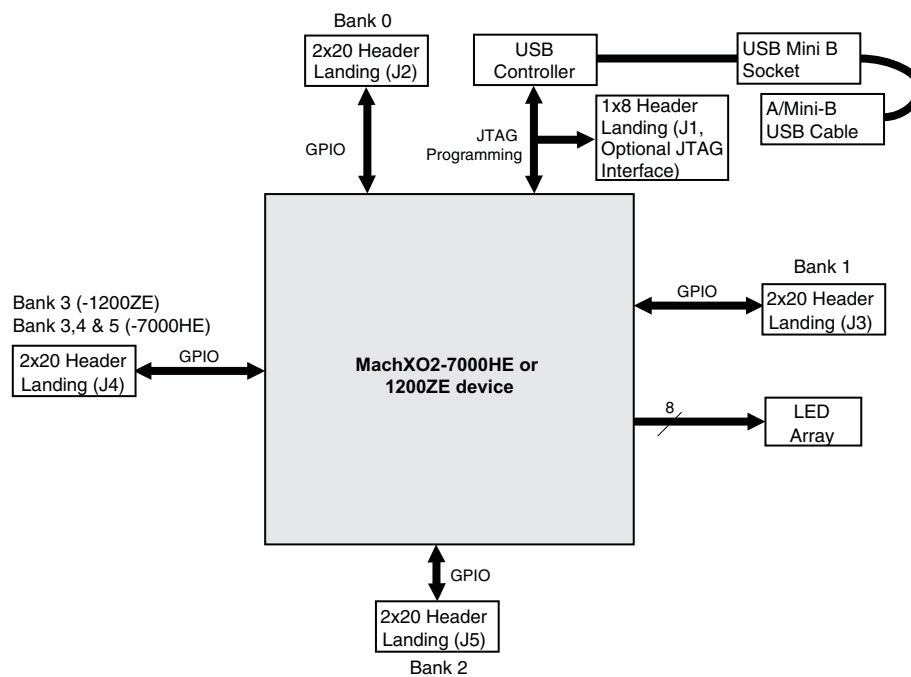 Bank 0
2x20 Header
Landing (J2)
GPIO
USB
Controller
USB Mini B
Socket
A/Mini-B
USB Cable
1x8 Header
Landing (J1,
Optional JTAG
Interface)
JTAG
Programming
Bank 1
GPIO
2x20 Header
Landing (J3)
Bank 3 (-1200ZE)
Bank 3,4 & 5 (-7000HE)
2x20 Header
Landing (J4)
GPIO
MachXO2-7000HE or
1200ZE device
8
LED
Array
GPIO
2x20 Header
Landing (J5)
Bank 2